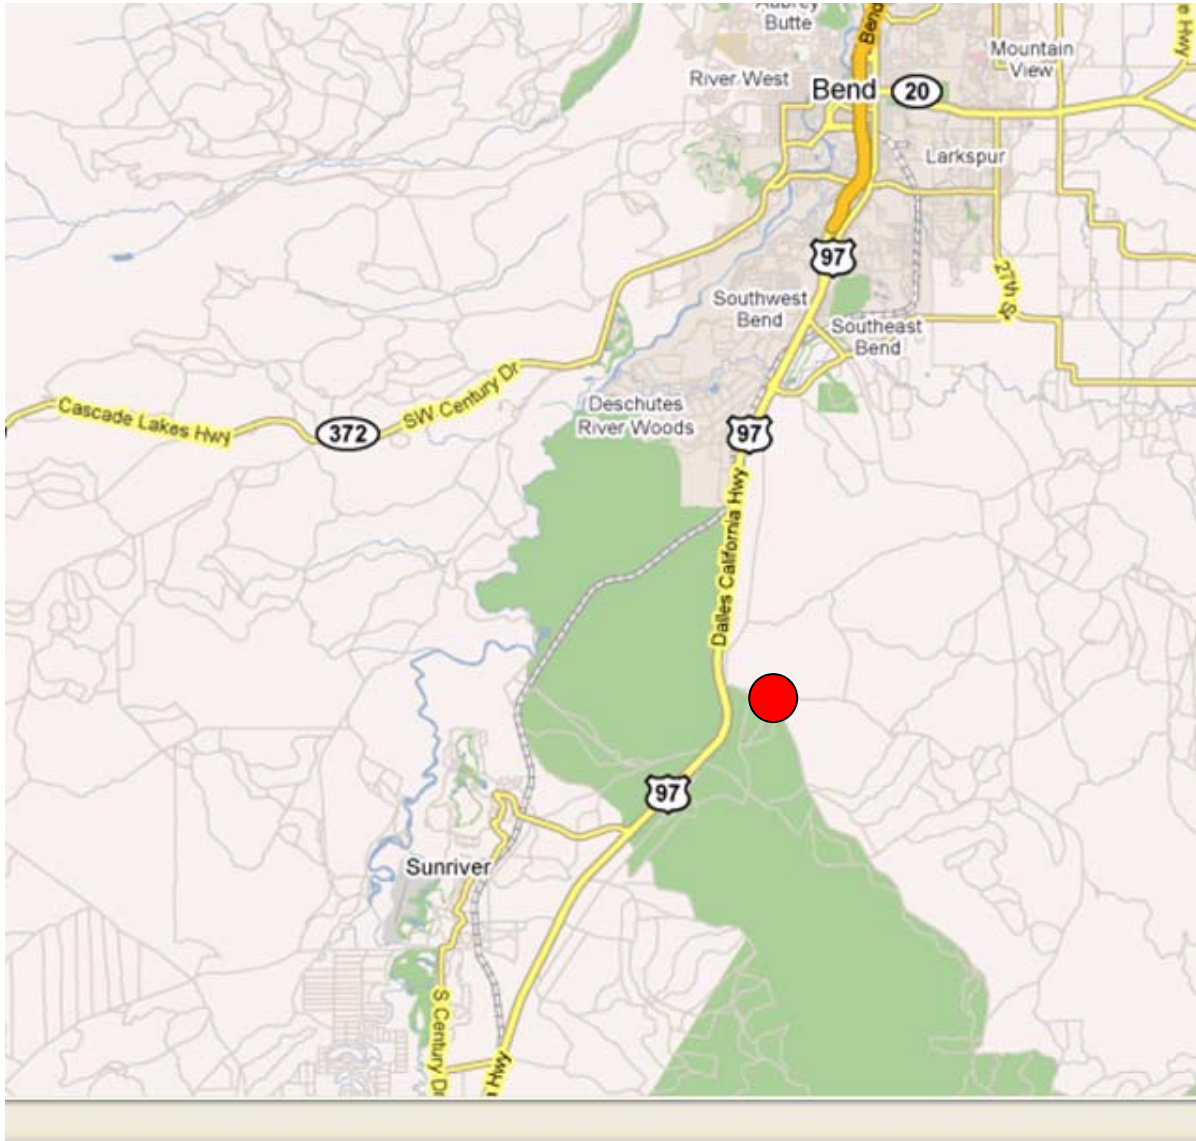 Aubrey
Butte
Bend
e Hwy
Mountain
View
River West
Bend
20
Larkspur
97
27th St
Southwest
Bend
Southeast
Bend
SW Century Dr
Deschutes
River Woods
Cascade Lakes Hwy
372
97
Dalles California Hwy
97
Sunriver
S Century Dr
Hwy